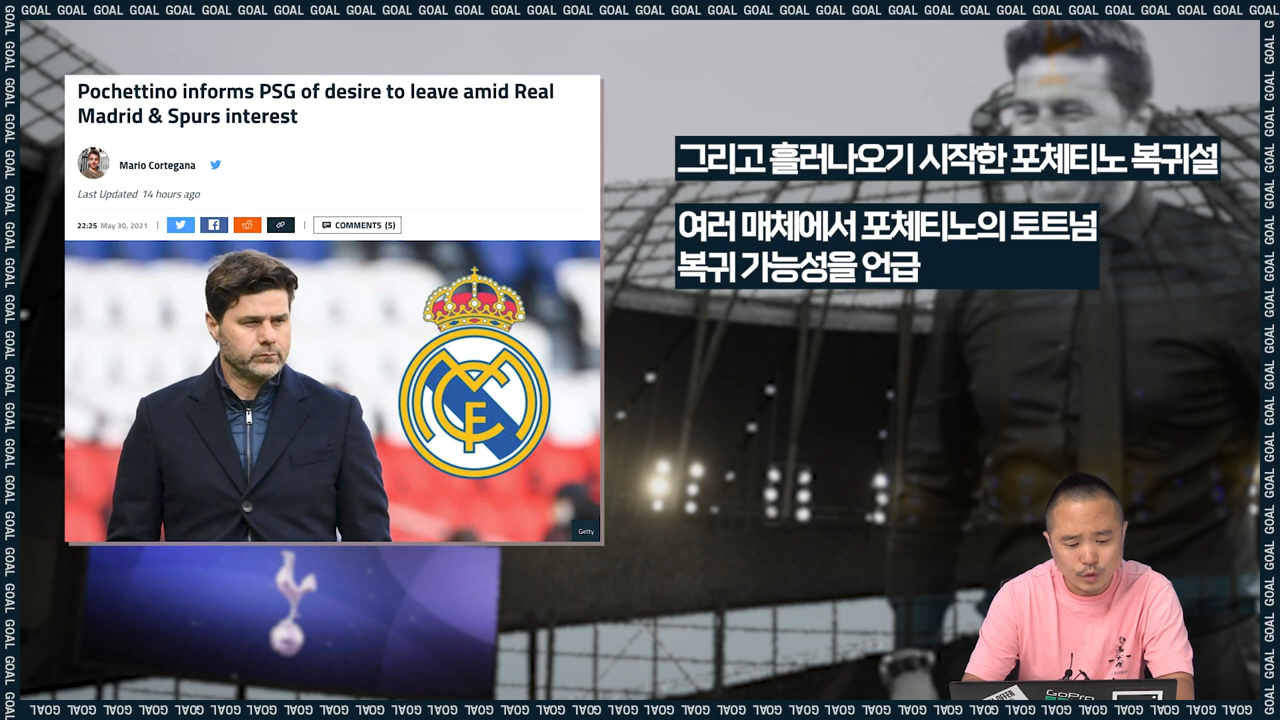 GOAL GOAL GOAL GOAL GOAL GOAL GOAL GOAL GOAL GOAL GOAL GOAL GOAL GOAL GOAL GOAL GOAL GOAL GOAL GOAL GOAL GOAL GOAL GOAL GOAL GOAL GOAL GOAL GOAL GOAL GOAL GOAL GOAL GOAL GOAL
Pochettino informs PSG of desire to leave amid Real
Madrid & Spurs interest
Mario Cortegana
Last Updated 14 hours ago
22:25 May 30, 2021
COMMENTS (5)
Getty
그리고 흘러나오기 시작한 포체티노 복귀설
여러 매체에서 포체티노의 토트넘
복귀 가능성을 언급
OFFER
GoPro